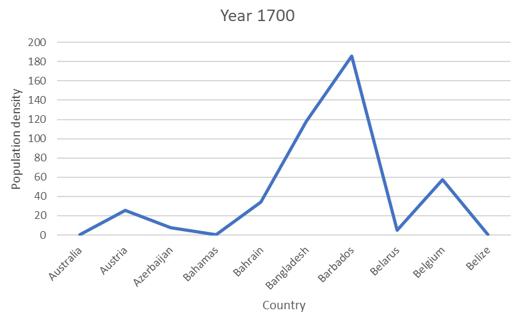 Year 1700
Population density
200
180
160
140
120
100
80
60
40
20
0
Australia
Austria
Azerbaijan
Bahamas
Bahrain
Bangladesh
Barbados
Belarus
Belgium
Belize
Country